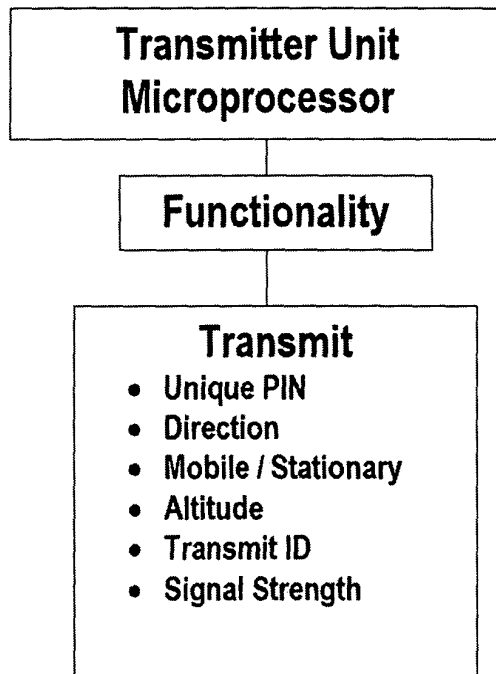 Transmitter Unit
Microprocessor
Functionality
Transmit
• Unique PIN
• Direction
• Mobile / Stationary
• Altitude
• Transmit ID
• Signal Strength